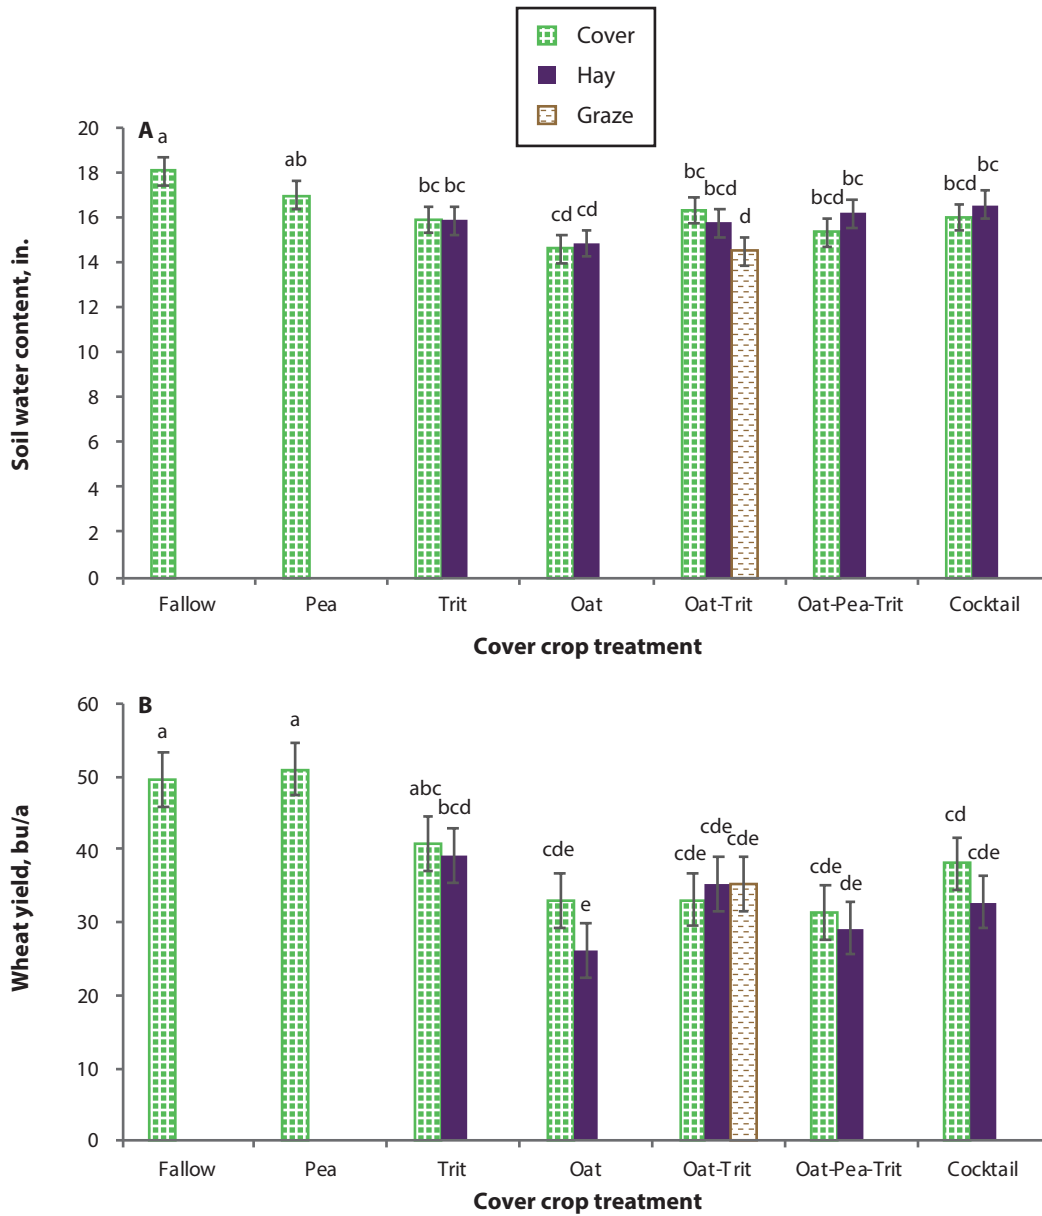 Cover
Hay
Graze
A
Soil water content, in.
20
18
16
14
12
10
8
6
4
2
0
a
ab
bc bc
cd cd
bc
bcd
d
bcd
bc
bcd
bc
Fallow Pea Trit Oat Oat-Trit Oat-Pea-Trit Cocktail
Cover crop treatment
B
Wheat yield, bu/a
60
50
40
30
20
10
0
a
a
abc
bcd
cde
e
cde
cde
cde
cde
de
cd
cde
Fallow Pea Trit Oat Oat-Trit Oat-Pea-Trit Cocktail
Cover crop treatment